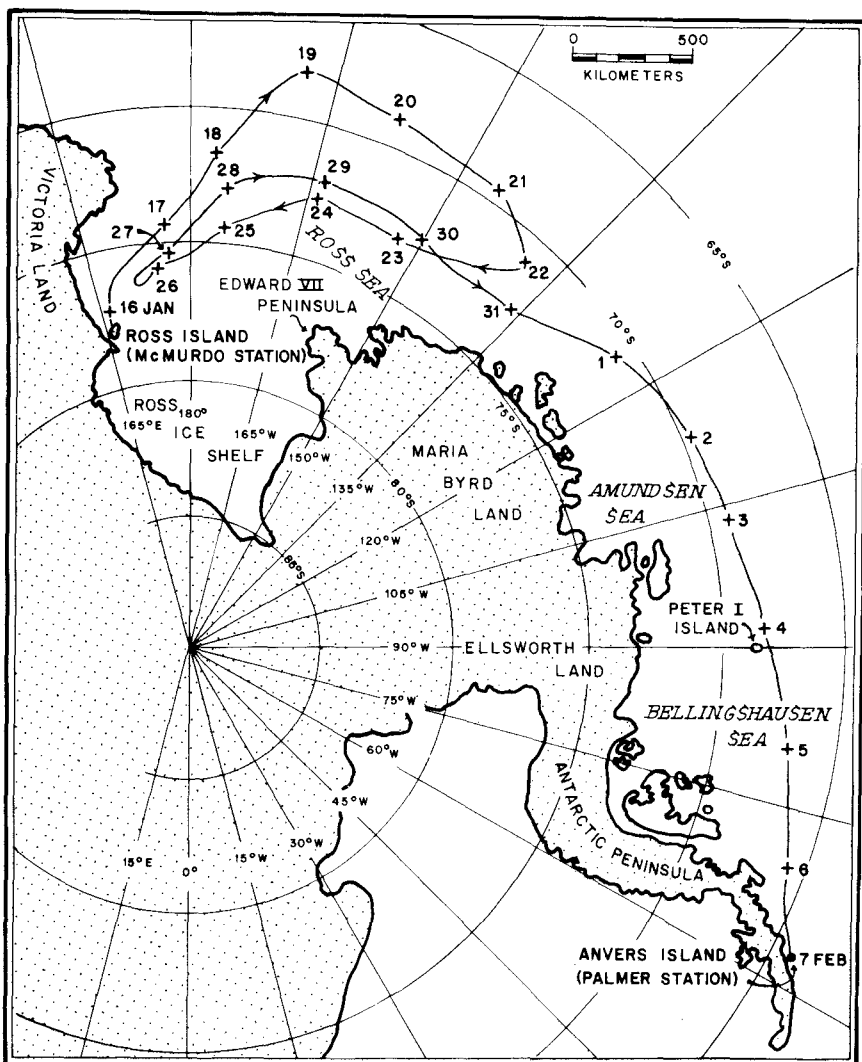 0 500
KILOMETERS
19
20
18
28
29
21
17
24
30
27
25
23
22
26
31
16 JAN
VICTORIA LAND
ROSS SEA
65°S
70°S
EDWARD VII
PENINSULA
ROSS ISLAND
(McMURDO STATION)
1
2
3
ROSS
ICE
SHELF
180°
165°E
165°W
150°W
135°W
120°W
105°W
90°W
75°W
60°W
45°W
30°W
15°W
0°
15°E
75°S
80°S
85°S
MARIA
BYRD
LAND
AMUNDSEN
SEA
PETER I
ISLAND
4
ELLSWORTH
LAND
BELLINGSHAUSEN
SEA
5
6
ANTARCTIC PENINSULA
ANVERS ISLAND
(PALMER STATION)
7 FEB